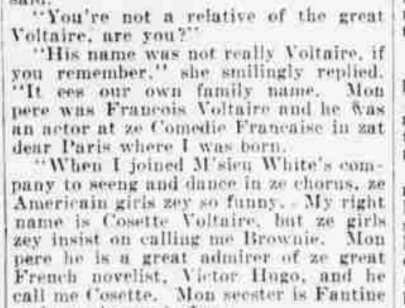 said.
"You're not a relative of the great
Voltaire, are you?"
"His name was not really Voltaire, if
you remember," she smilingly replied.
"It ees our own family name. Mon
pere was Francois Voltaire and he was
an actor at ze Comedie Francaise in zat
dear Paris where I was born.
"When I joined M'sieu White's com-
pany to seeng and dance in ze chorus, ze
Americain girls zey so funny. My right
name is Cosette Voltaire, but ze girls
zey insist on calling me Brownie. Mon
pere he is a great admirer of ze great
French novelist, Victor Hugo, and he
call me Cosette. Mon seester is Fantine